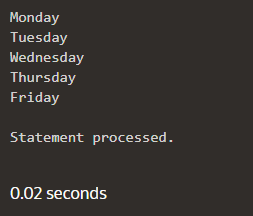 Monday
Tuesday
Wednesday
Thursday
Friday
Statement processed.
0.02 seconds